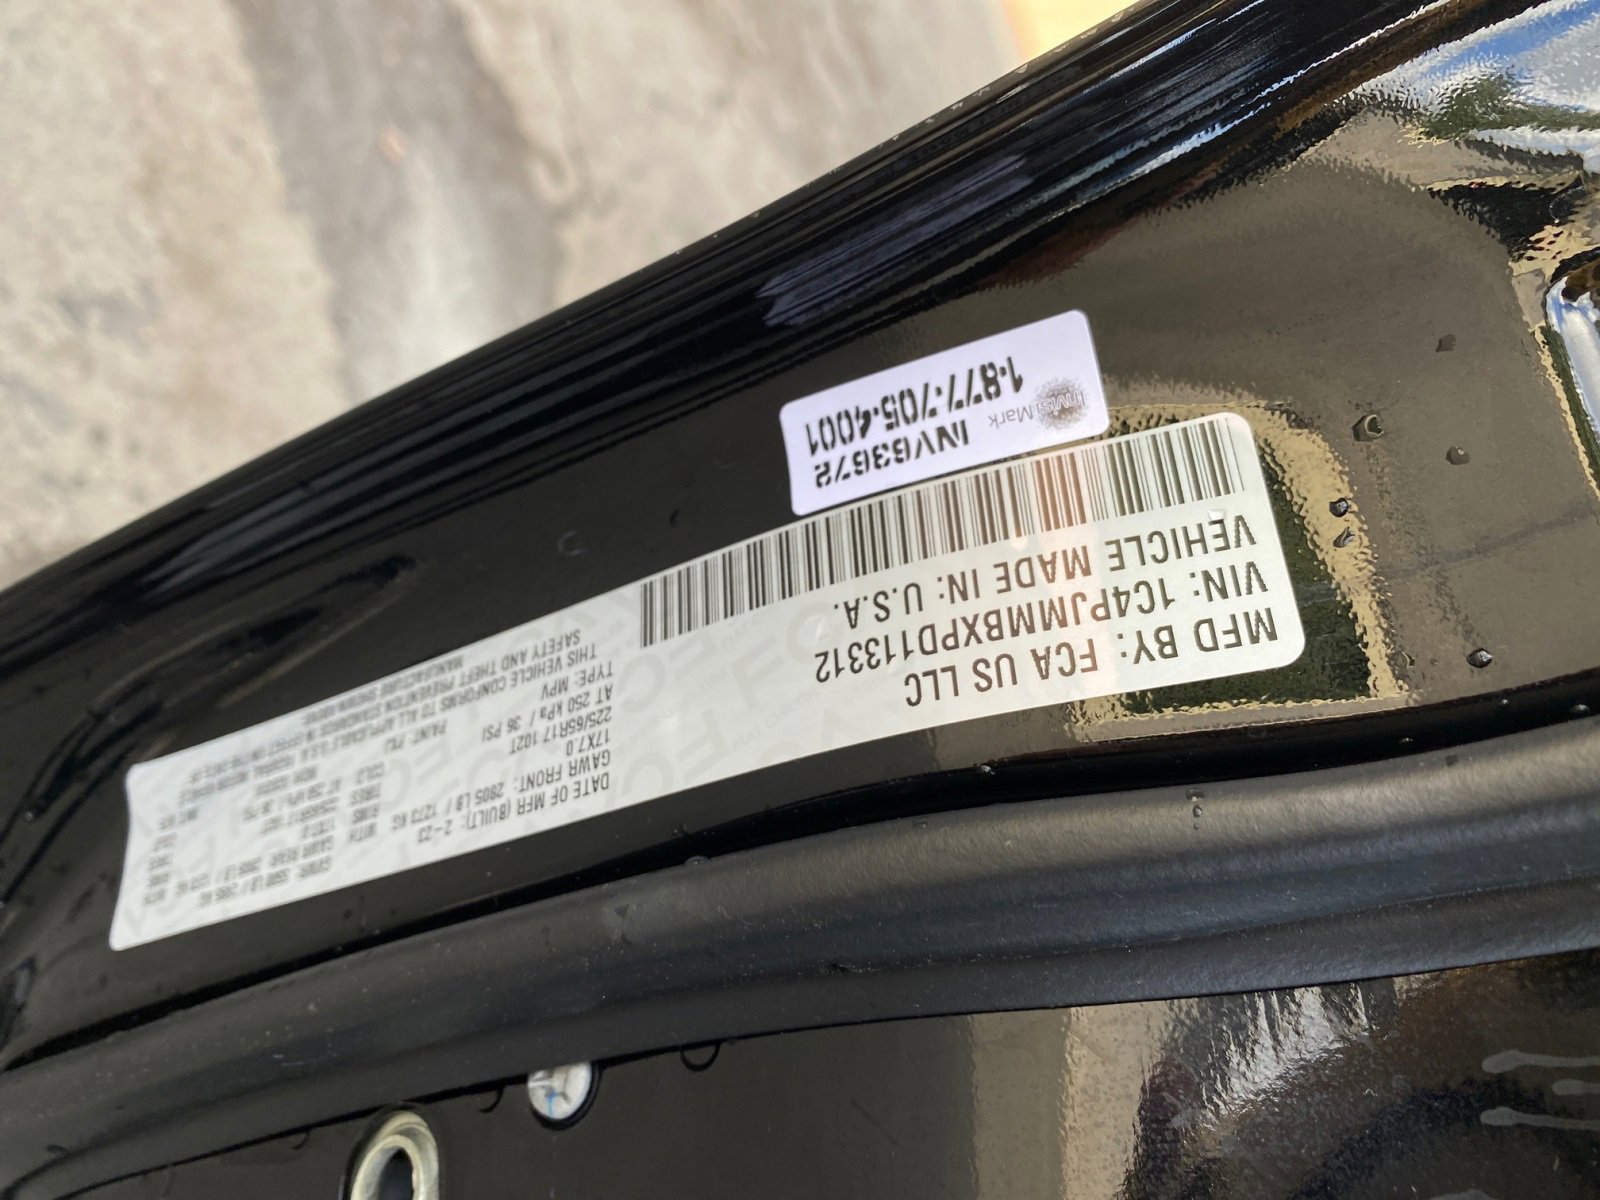 MFD BY: FCA US LLC
VIN: 1C4PJMMBXPD113312
VEHICLE MADE IN: U.S.A.
INV63672
1-877-705-4001
InvisiMark
DATE OF MFR (BUILT): 2-23
GAWR FRONT: 2805 LB / 1273 KG
17X7.0
225/65R17 102T
AT 250 kPa / 36 PSI
TYPE: MPV
PAINT: PXJ
THIS VEHICLE CONFORMS TO ALL APPLICABLE U.S.A. FEDERAL MOTOR VEHICLE
SAFETY AND THEFT PREVENTION STANDARDS IN EFFECT ON THE DATE OF
MANUFACTURE SHOWN ABOVE.